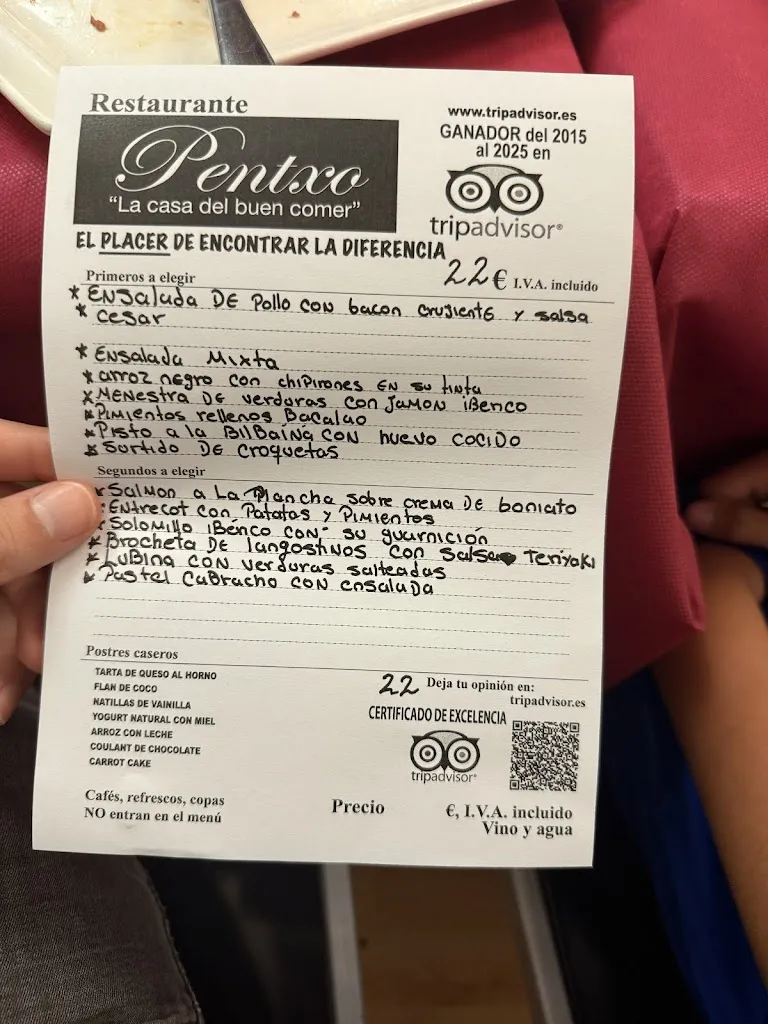 Restaurante
Pentxo
"La casa del buen comer"
www.tripadvisor.es
GANADOR del 2015
al 2025 en
tripadvisor®
EL PLACER DE ENCONTRAR LA DIFERENCIA
22 € I.V.A. incluido
Primeros a elegir
* ENSalada DE Pollo CON bacon crujiente y salsa
* cesar
* ENSalada Mixta
* arroz negro con chipirones EN su tinta
* MENestra DE verduras con Jamon iBerico
* PIMientos rellenos Bacalao
* Pisto a la BILBAINA CON huevo COCIDO
* Surtido DE croquetas
Segundos a elegir
Salmon a La Plancha sobre crema DE boniato
Entrecot con Patatas y PIMientos
Solomillo iBérico con su guarnición
* Brocheta DE langostinos con salsa Teriyaki
* Lubina con verduras salteadas
* Pastel CaBracho CON ensalada
Postres caseros
TARTA DE QUESO AL HORNO
FLAN DE COCO
NATILLAS DE VAINILLA
YOGURT NATURAL CON MIEL
ARROZ CON LECHE
COULANT DE CHOCOLATE
CARROT CAKE
22 Deja tu opinión en:
tripadvisor.es
CERTIFICADO DE EXCELENCIA
tripadvisor®
Cafés, refrescos, copas
NO entran en el menú
Precio €, I.V.A. incluido
Vino y agua